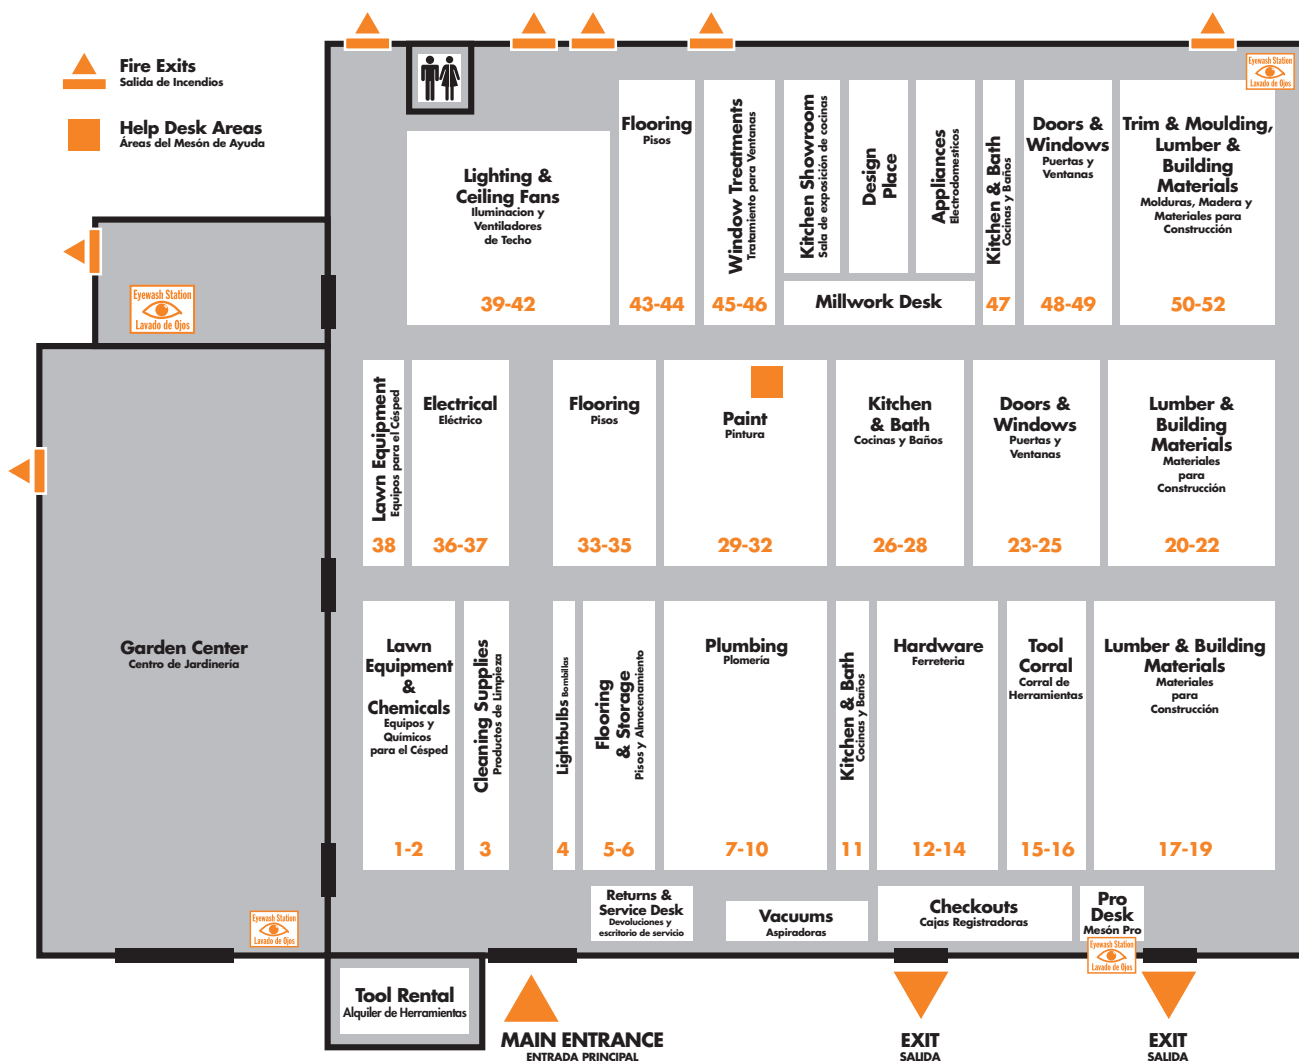 Fire Exits
Salida de Incendios
Help Desk Areas
Áreas del Mesón de Ayuda
Eyewash Station
Lavado de Ojos
Lighting &
Ceiling Fans
Iluminacion y
Ventiladores
de Techo
39-42
Flooring
Pisos
43-44
Window Treatments
Tratamiento para Ventanas
45-46
Kitchen Showroom
Sala de exposición de cocinas
Design
Place
Appliances
Electrodomesticos
Millwork Desk
Kitchen & Bath
Cocinas y Baños
47
Doors &
Windows
Puertas y
Ventanas
48-49
Trim & Moulding,
Lumber &
Building
Materials
Molduras, Madera y
Materiales para
Construcción
50-52
Eyewash Station
Lavado de Ojos
Lawn Equipment
Equipos para el Césped
38
Electrical
Eléctrico
36-37
Flooring
Pisos
33-35
Paint
Pintura
29-32
Kitchen
& Bath
Cocinas y Baños
26-28
Doors &
Windows
Puertas y
Ventanas
23-25
Lumber &
Building
Materials
Materiales
para
Construcción
20-22
Garden Center
Centro de Jardinería
Lawn
Equipment
&
Chemicals
Equipos y
Químicos
para el Césped
1-2
Cleaning Supplies
Productos de Limpieza
3
Lightbulbs Bombillas
4
Flooring
& Storage
Pisos y Almacenamiento
5-6
Plumbing
Plomería
7-10
Kitchen & Bath
Cocinas y Baños
11
Hardware
Ferreteria
12-14
Tool
Corral
Corral de
Herramientas
15-16
Lumber & Building
Materials
Materiales
para
Construcción
17-19
Eyewash Station
Lavado de Ojos
Returns &
Service Desk
Devoluciones y
escritorio de servicio
Vacuums
Aspiradoras
Checkouts
Cajas Registradoras
Pro
Desk
Mesón Pro
Eyewash Station
Lavado de Ojos
Tool Rental
Alquiler de Herramientas
MAIN ENTRANCE
ENTRADA PRINCIPAL
EXIT
SALIDA
EXIT
SALIDA